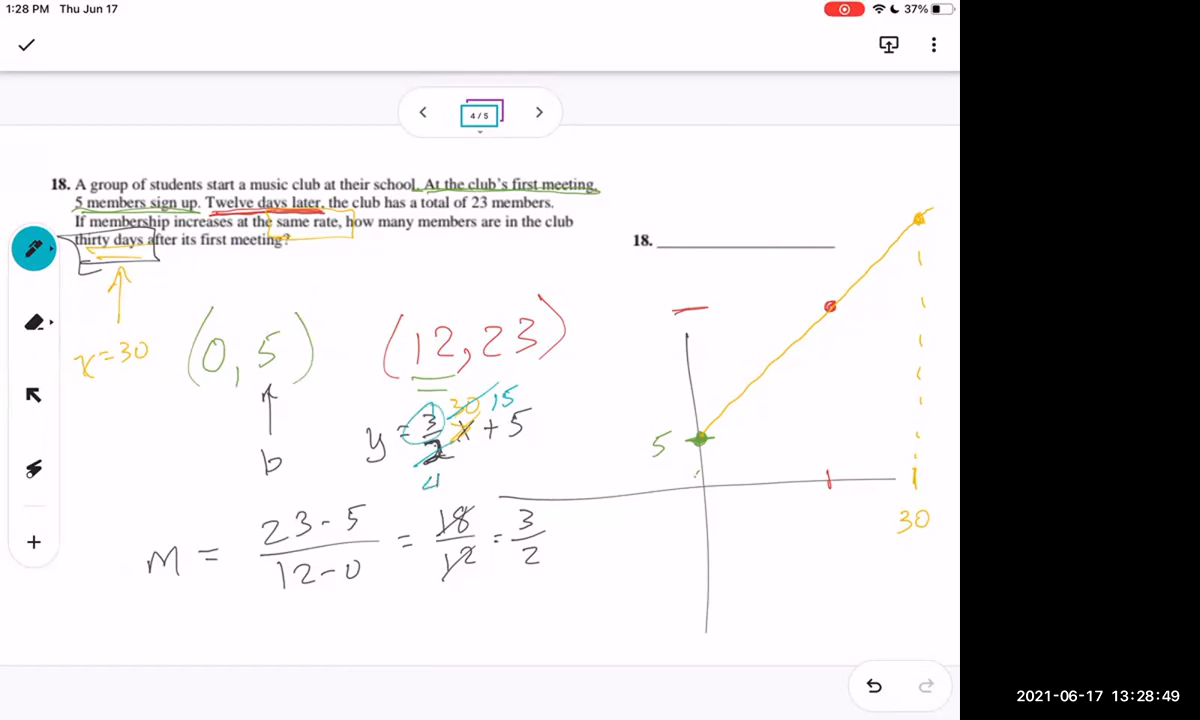 1:28 PM Thu Jun 17
37%
4 / 5
18. A group of students start a music club at their school. At the club's first meeting,
5 members sign up. Twelve days later, the club has a total of 23 members.
If membership increases at the same rate, how many members are in the club
thirty days after its first meeting?
18.
x=30
(0, 5)
(12, 23)
30 15
y = 3/2 x + 5
b
5
30
m = 23-5/12-0 = 18/12 = 3/2
2021-06-17 13:28:49